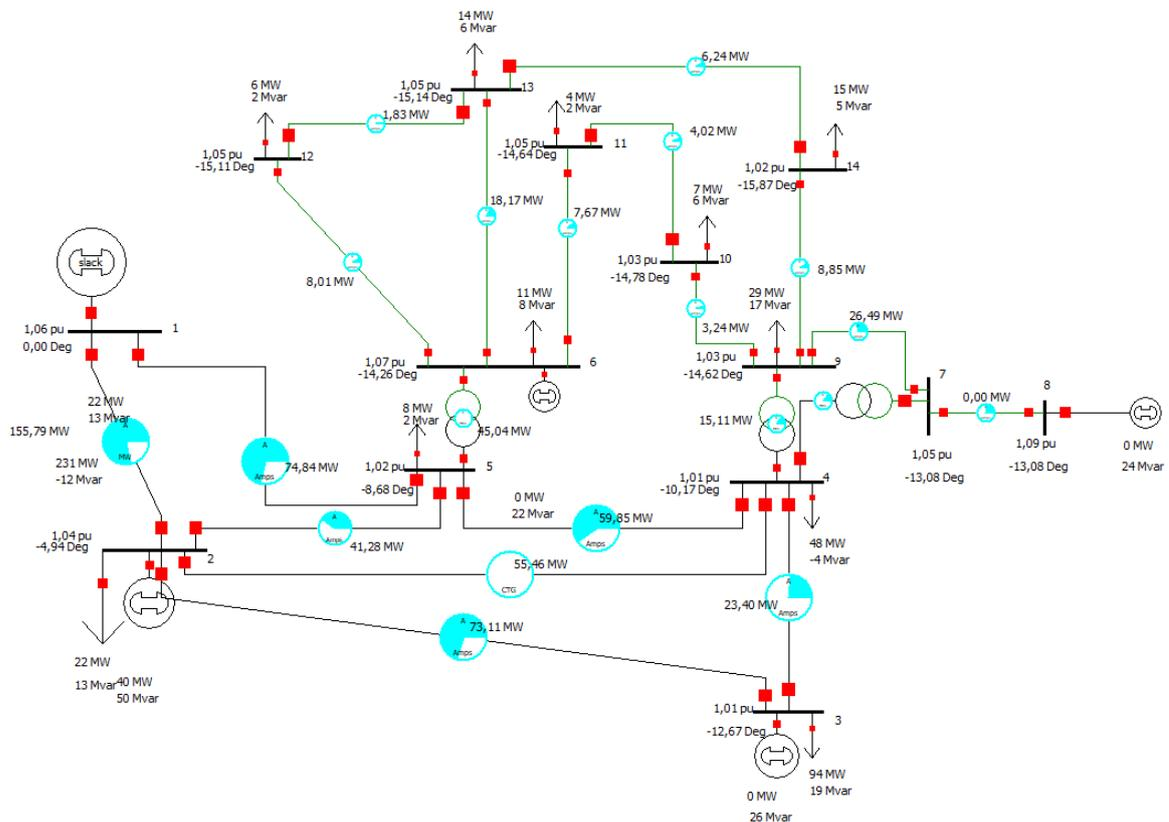 14 MW
6 Mvar
6,24 MW
1,05 pu
13
-15,14 Deg
6 MW
2 Mvar
1,83 MW
4 MW
2 Mvar
15 MW
5 Mvar
4,02 MW
1,05 pu
11
-14,64 Deg
1,05 pu
12
-15,11 Deg
1,02 pu
14
-15,87 Deg
7 MW
6 Mvar
18,17 MW
7,67 MW
1,03 pu
10
-14,78 Deg
8,85 MW
slack
8,01 MW
11 MW
8 Mvar
29 MW
17 Mvar
3,24 MW
26,49 MW
1,06 pu
1
0,00 Deg
1,07 pu
6
-14,26 Deg
1,03 pu
9
-14,62 Deg
7
8
0,00 MW
22 MW
13 Mvar
8 MW
2 Mvar
45,04 MW
15,11 MW
155,79 MW
A
MW
231 MW
-12 Mvar
A
74,84 MW
Amps
1,05 pu
-13,08 Deg
1,09 pu
-13,08 Deg
0 MW
24 Mvar
1,02 pu
5
-8,68 Deg
1,01 pu
4
-10,17 Deg
0 MW
22 Mvar
A
Amps
41,28 MW
A
59,85 MW
Amps
1,04 pu
-4,94 Deg
2
48 MW
-4 Mvar
55,46 MW
CTG
A
23,40 MW
Amps
A
73,11 MW
Amps
22 MW
13 Mvar
40 MW
50 Mvar
1,01 pu
3
-12,67 Deg
94 MW
19 Mvar
0 MW
26 Mvar